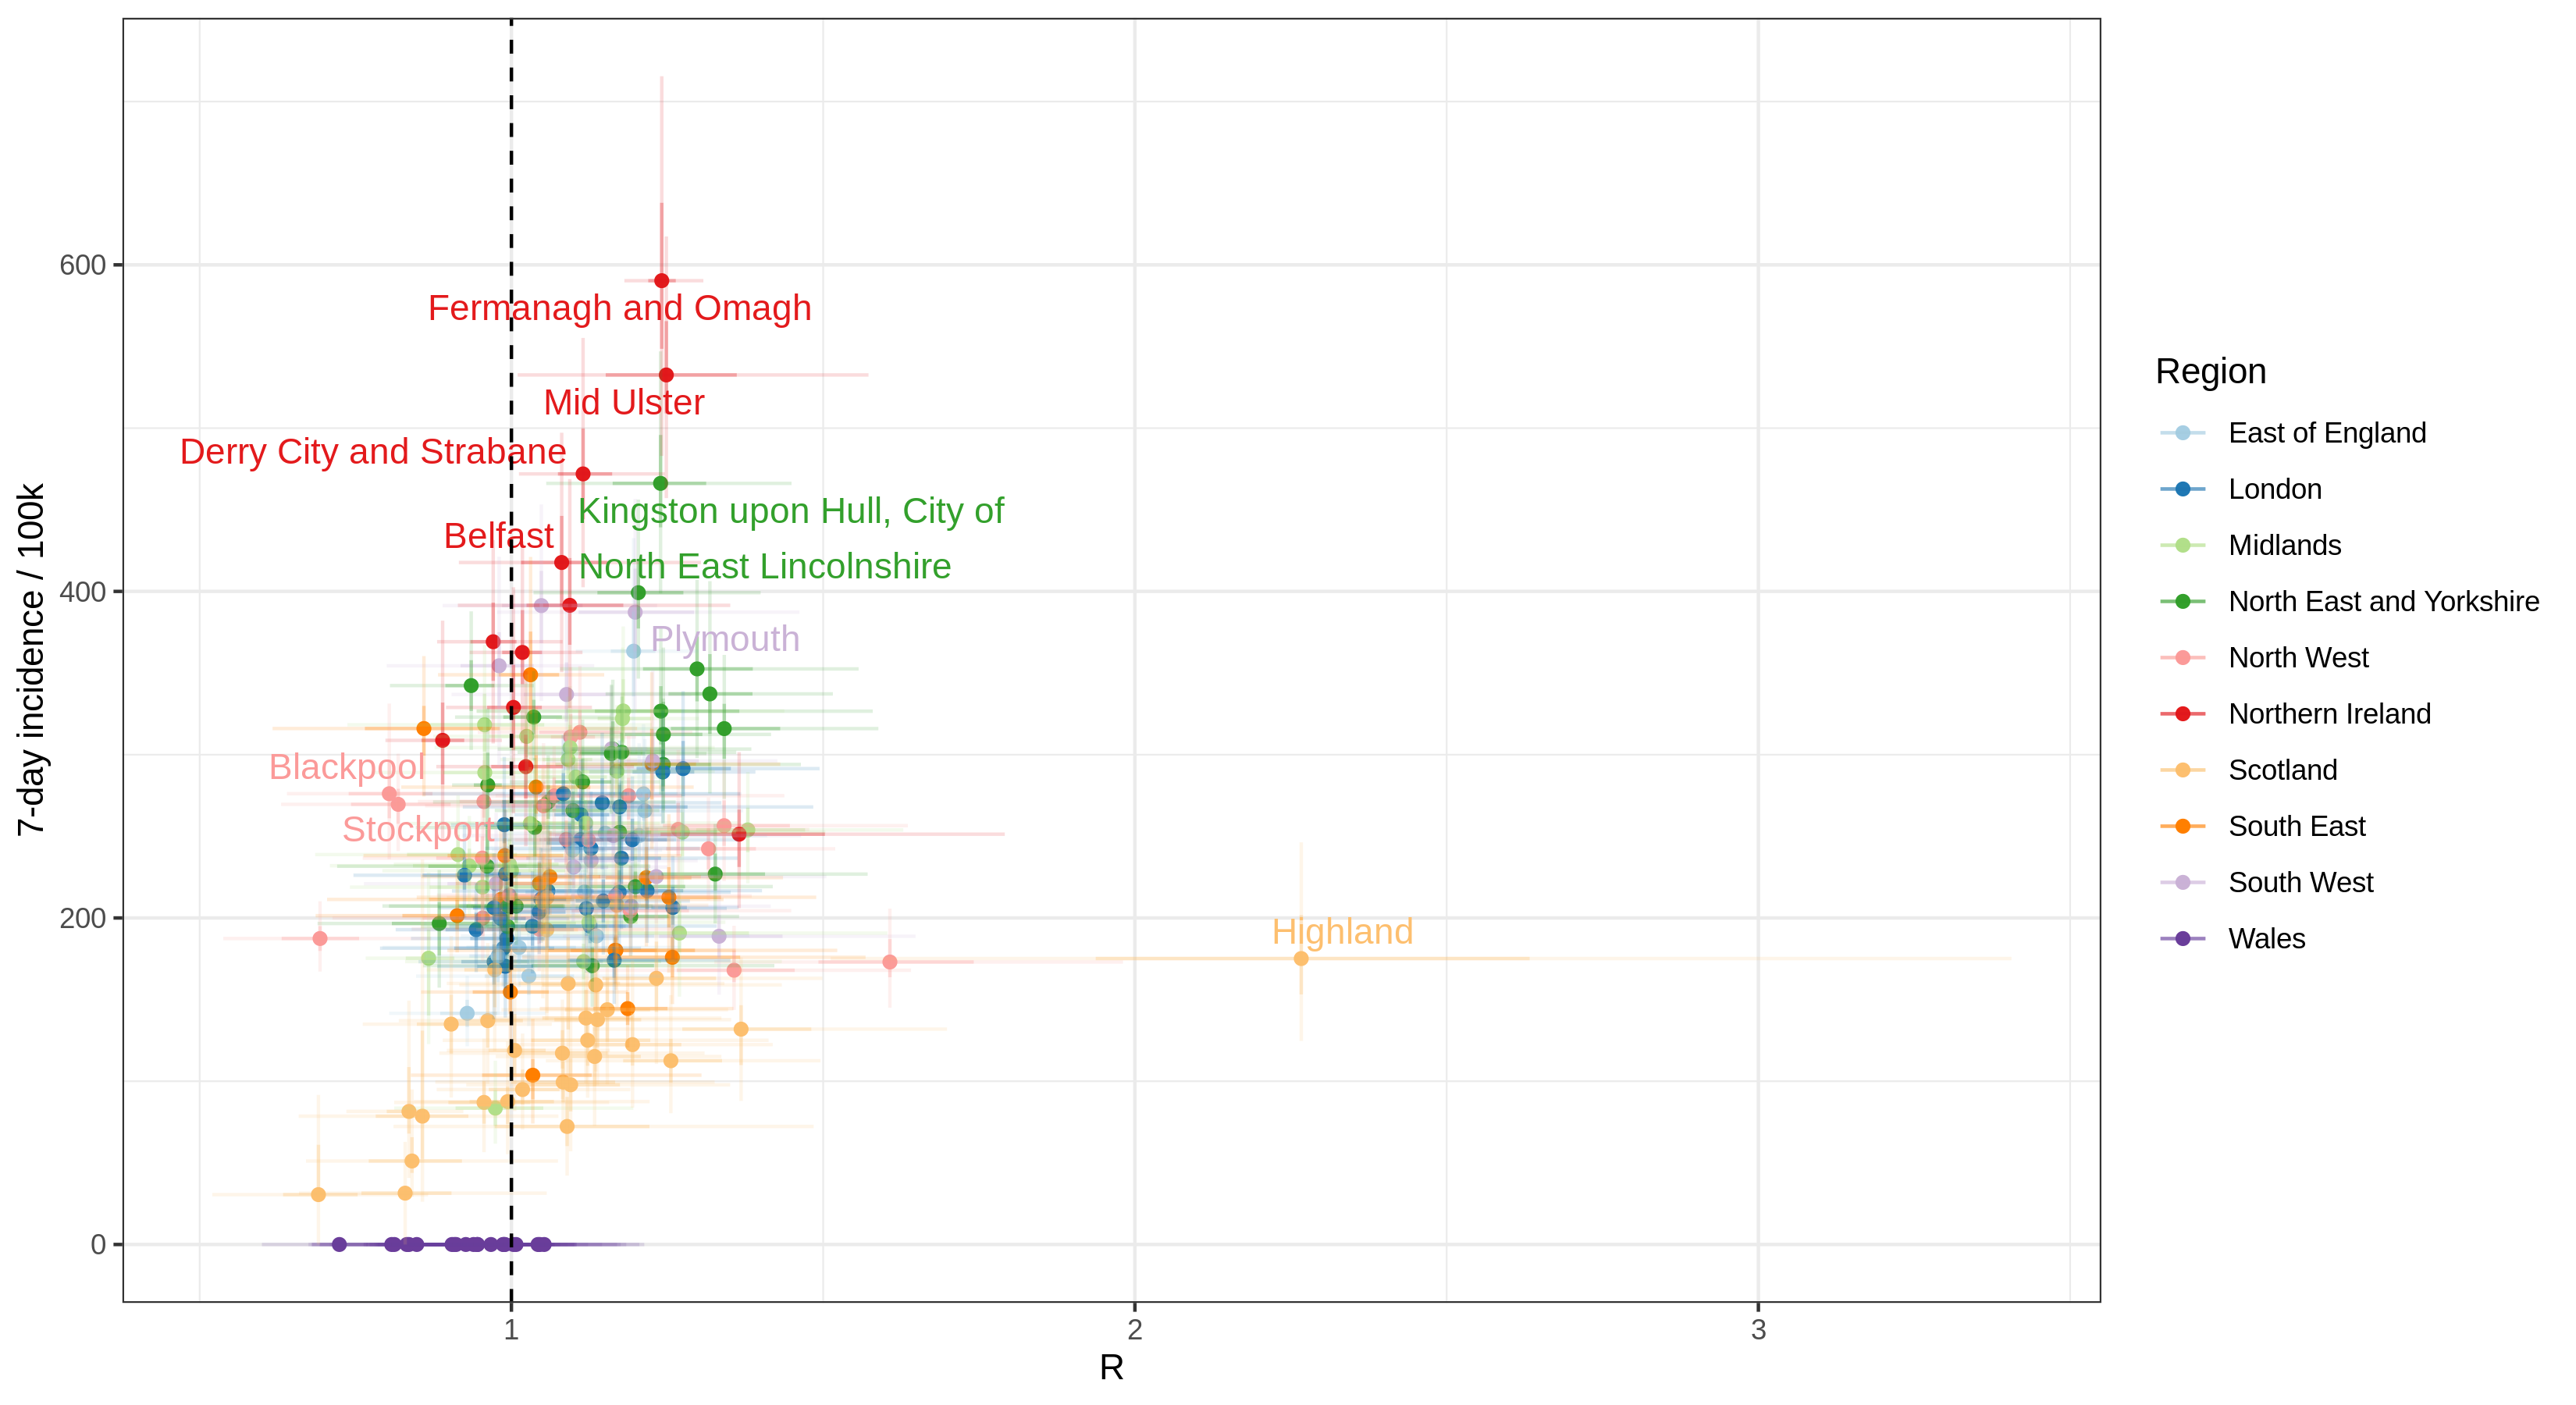 600
400
200
0
7-day incidence / 100k
Fermanagh and Omagh
Mid Ulster
Derry City and Strabane
Kingston upon Hull, City of
Belfast
North East Lincolnshire
Plymouth
Blackpool
Stockport
Highland
1
2
3
R
Region
East of England
London
Midlands
North East and Yorkshire
North West
Northern Ireland
Scotland
South East
South West
Wales